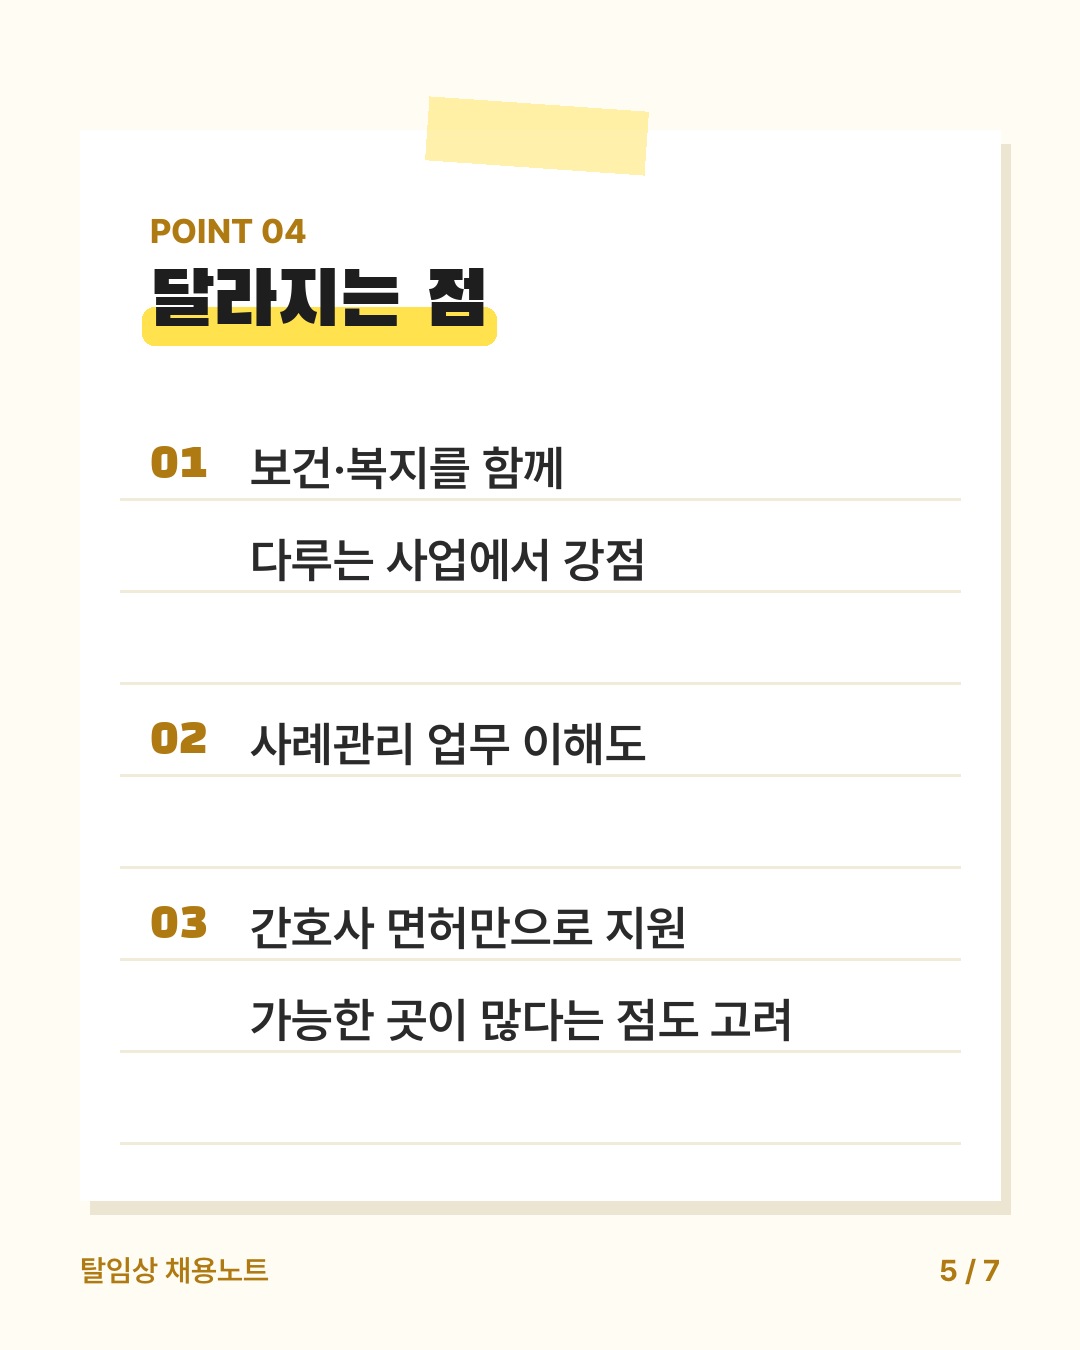 POINT 04
달라지는 점
01 보건·복지를 함께
다루는 사업에서 강점
02 사례관리 업무 이해도
03 간호사 면허만으로 지원
가능한 곳이 많다는 점도 고려
탈임상 채용노트
5 / 7